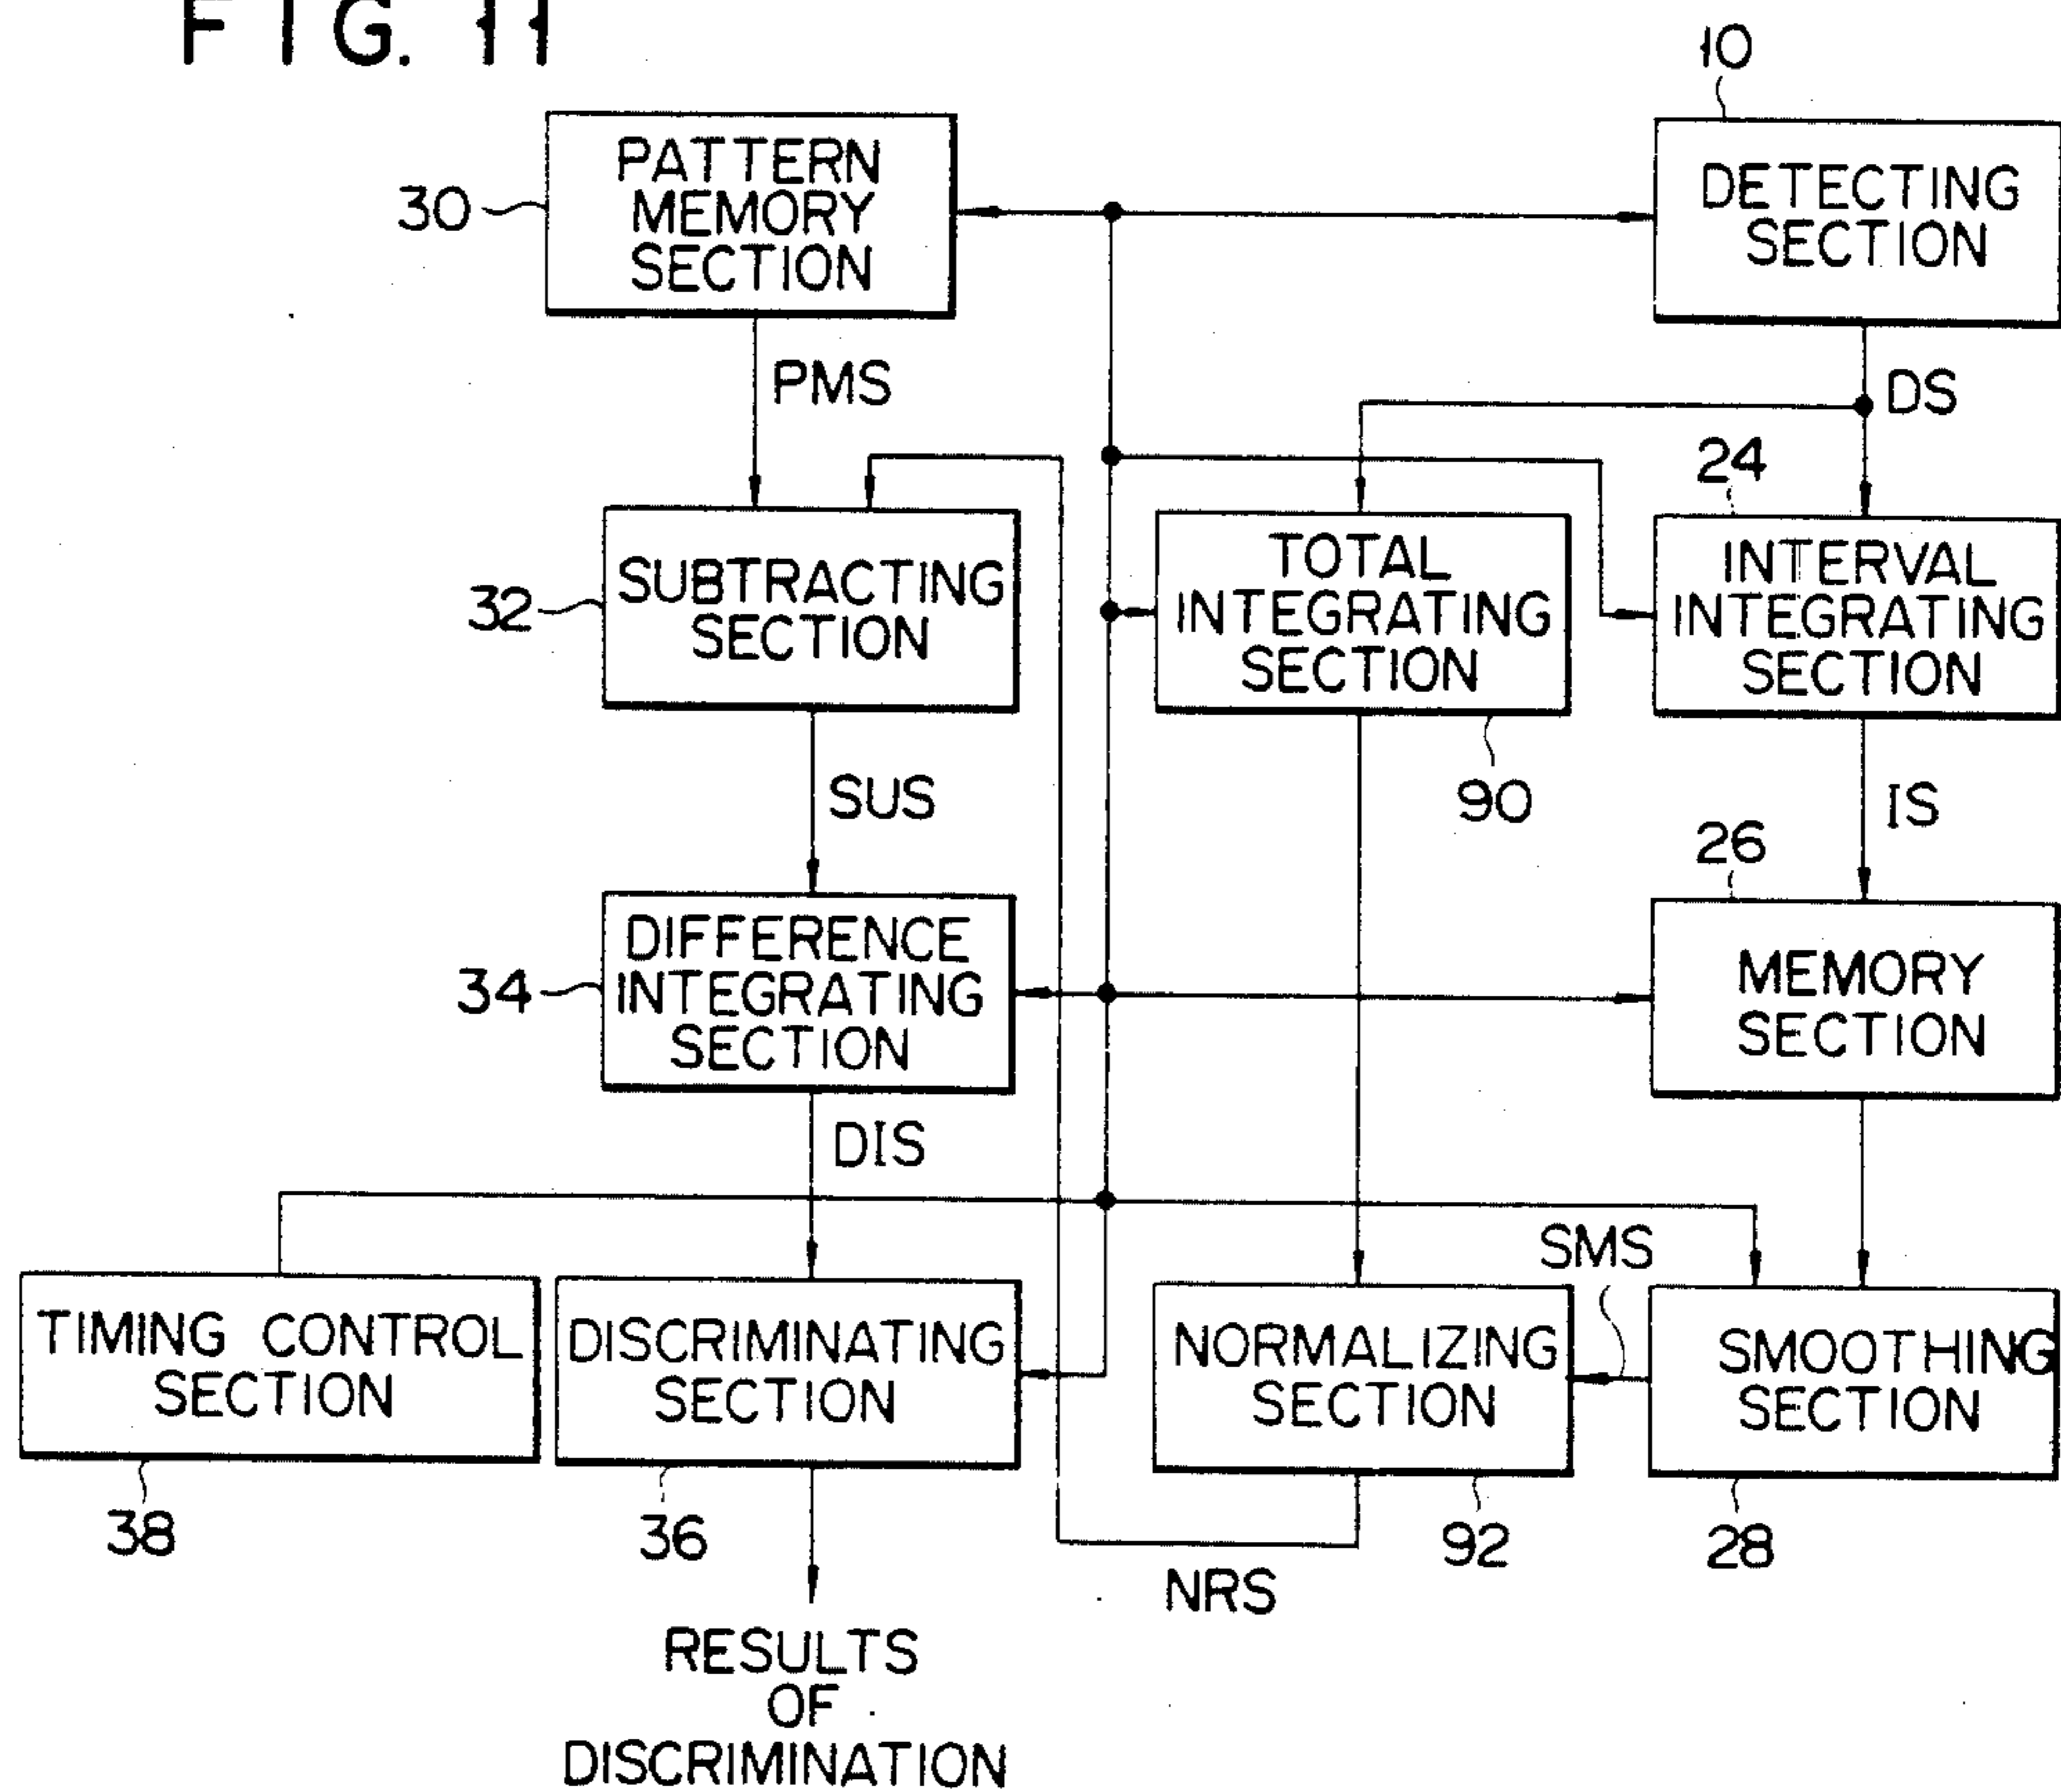 FIG. 11
10
PATTERN
MEMORY
SECTION
30
DETECTING
SECTION
PMS
DS
24
SUBTRACTING
SECTION
32
TOTAL
INTEGRATING
SECTION
INTERVAL
INTEGRATING
SECTION
SUS
90
IS
26
DIFFERENCE
INTEGRATING
SECTION
34
MEMORY
SECTION
DIS
SMS
TIMING CONTROL
SECTION
DISCRIMINATING
SECTION
NORMALIZING
SECTION
SMOOTHING
SECTION
38
36
92
28
NRS
RESULTS
OF
DISCRIMINATION